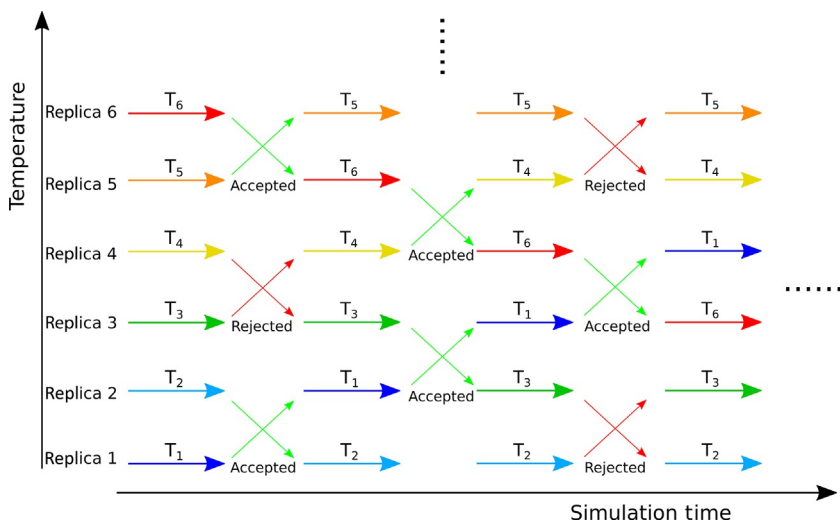 Temperature
Replica 6 T6 T5 T5 T5
Replica 5 T5 Accepted T6 T4 Rejected T4
Replica 4 T4 T4 Accepted T6 T1
Replica 3 T3 Rejected T3 T1 Accepted T6
Replica 2 T2 T1 Accepted T3 T3
Replica 1 T1 Accepted T2 T2 Rejected T2
Simulation time